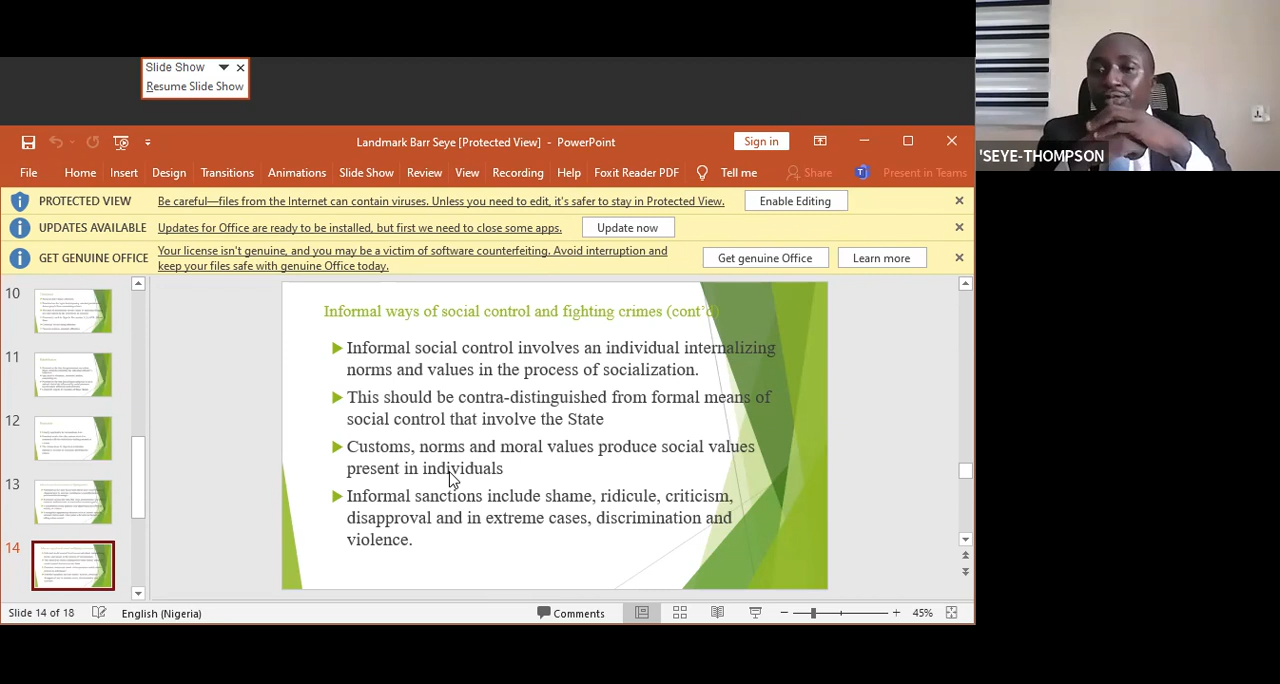 Slide Show
Resume Slide Show
Landmark Barr Seye [Protected View] - PowerPoint
Sign in
File Home Insert Design Transitions Animations Slide Show Review View Recording Help Foxit Reader PDF Tell me Share Present in Teams
PROTECTED VIEW Be careful—files from the Internet can contain viruses. Unless you need to edit, it's safer to stay in Protected View. Enable Editing
UPDATES AVAILABLE Updates for Office are ready to be installed, but first we need to close some apps. Update now
GET GENUINE OFFICE Your license isn't genuine, and you may be a victim of software counterfeiting. Avoid interruption and
keep your files safe with genuine Office today. Get genuine Office Learn more
'SEYE-THOMPSON
10
11
12
13
14
Informal ways of social control and fighting crimes (cont'd)
Informal social control involves an individual internalizing
norms and values in the process of socialization.
This should be contra-distinguished from formal means of
social control that involve the State
Customs, norms and moral values produce social values
present in individuals
Informal sanctions include shame, ridicule, criticism,
disapproval and in extreme cases, discrimination and
violence.
Slide 14 of 18 English (Nigeria) Comments 45%